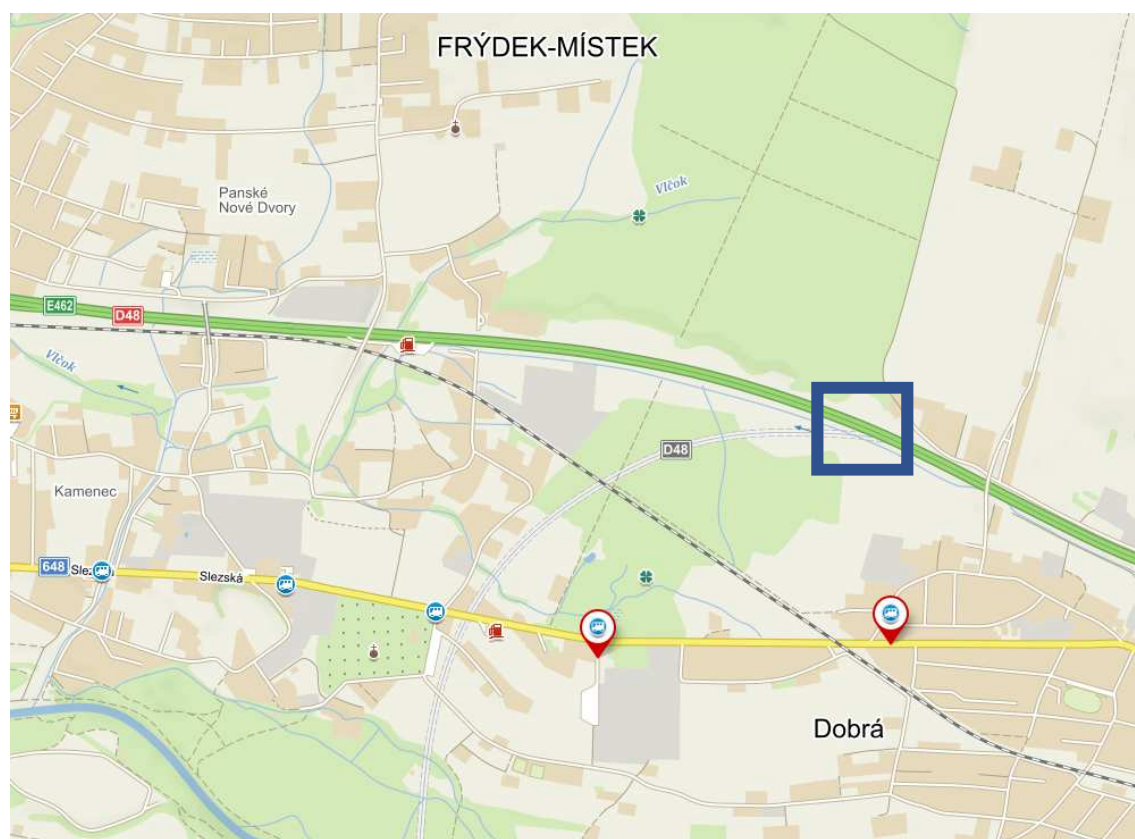 FRÝDEK-MÍSTEK
Panské
Nové Dvory
Vlčok
E462
D48
Vlčok
D48
Kamenec
648
Slezská
Dobrá